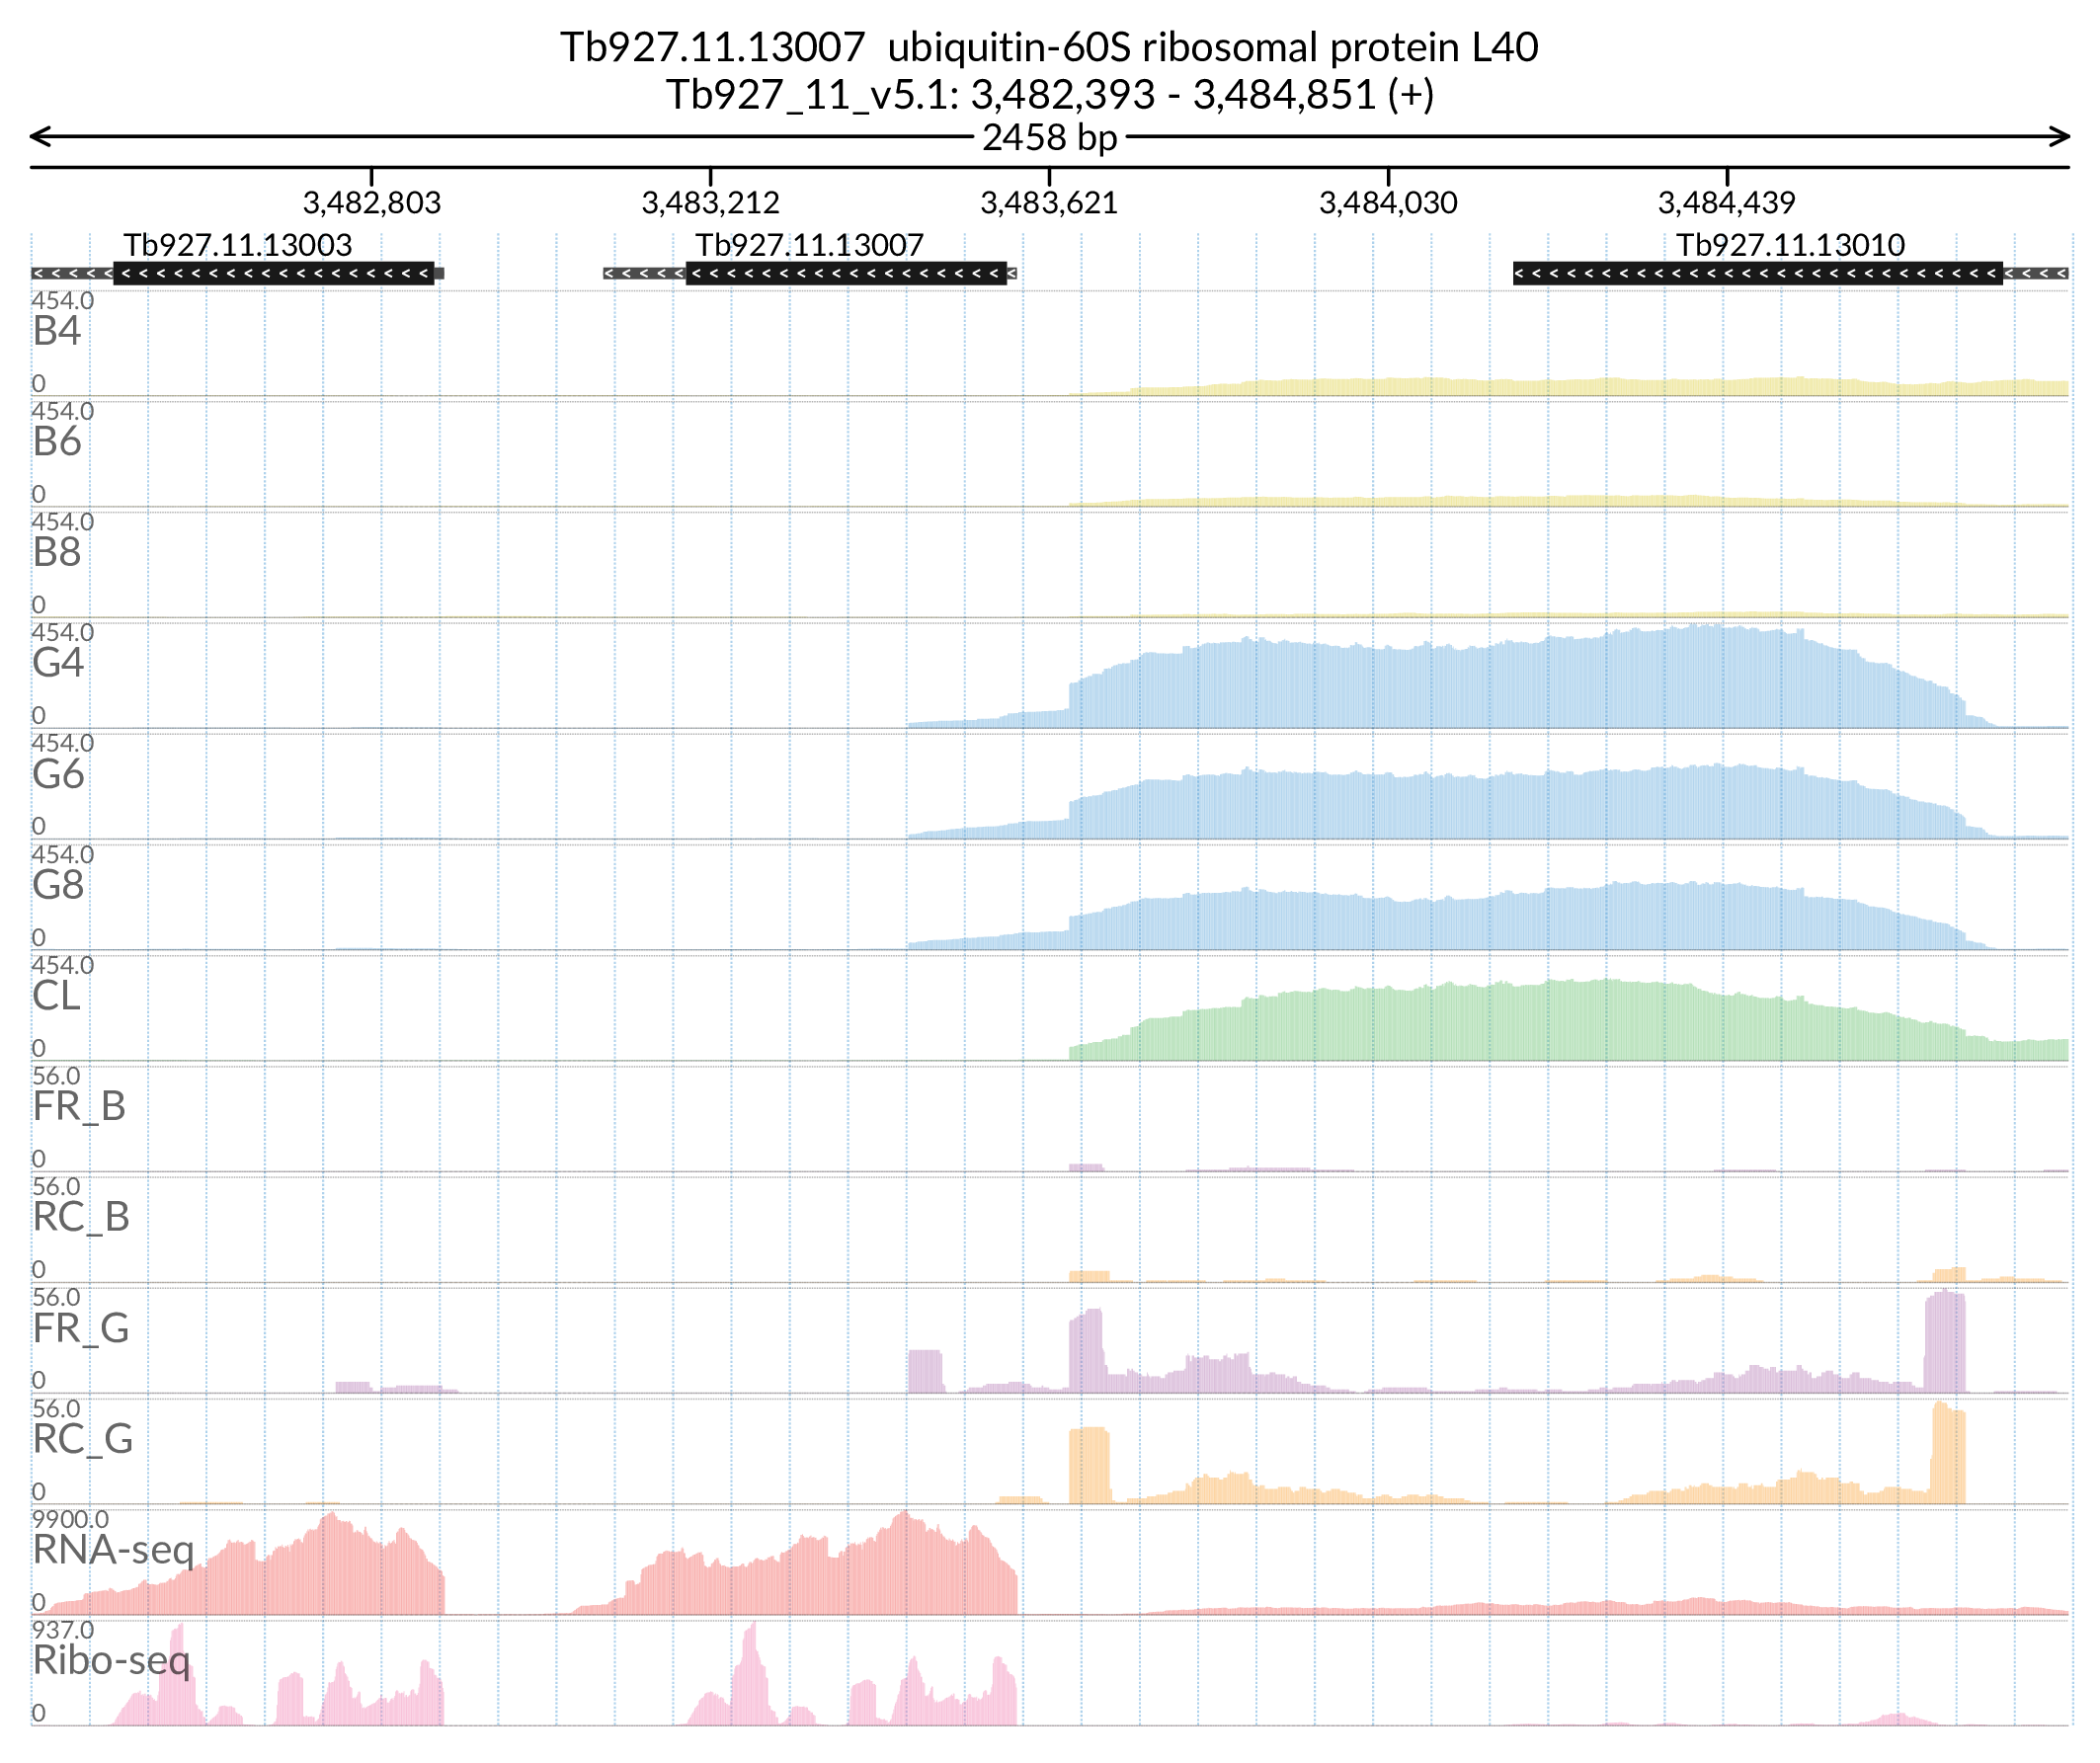 Tb927.11.13007  ubiquitin-60S ribosomal protein L40
Tb927_11_v5.1: 3,482,393 - 3,484,851 (+)
2458 bp
3,482,803 3,483,212 3,483,621 3,484,030 3,484,439
Tb927.11.13003 Tb927.11.13007 Tb927.11.13010
454.0
B4
0
454.0
B6
0
454.0
B8
0
454.0
G4
0
454.0
G6
0
454.0
G8
0
454.0
CL
0
56.0
FR_B
0
56.0
RC_B
0
56.0
FR_G
0
56.0
RC_G
0
9900.0
RNA-seq
0
937.0
Ribo-seq
0